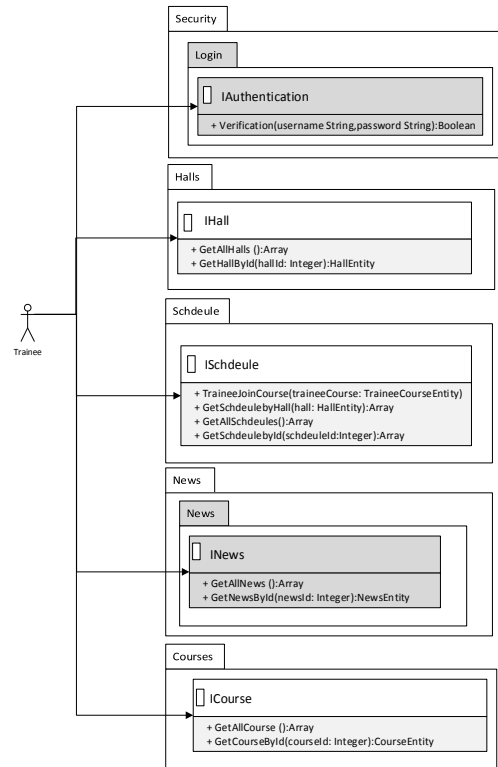 Security
Login
IAuthentication
+ Verification(username String,password String):Boolean
Halls
IHall
+ GetAllHalls ():Array
+ GetHallById(hallId: Integer):HallEntity
Trainee
Schdeule
ISchdeule
+ TraineeJoinCourse(traineeCourse: TraineeCourseEntity)
+ GetSchdeulebyHall(hall: HallEntity):Array
+ GetAllSchdeules():Array
+ GetSchdeulebyId(schdeuleId:Integer):Array
News
News
INews
+ GetAllNews ():Array
+ GetNewsById(newsId: Integer):NewsEntity
Courses
ICourse
+ GetAllCourse ():Array
+ GetCourseById(courseId: Integer):CourseEntity